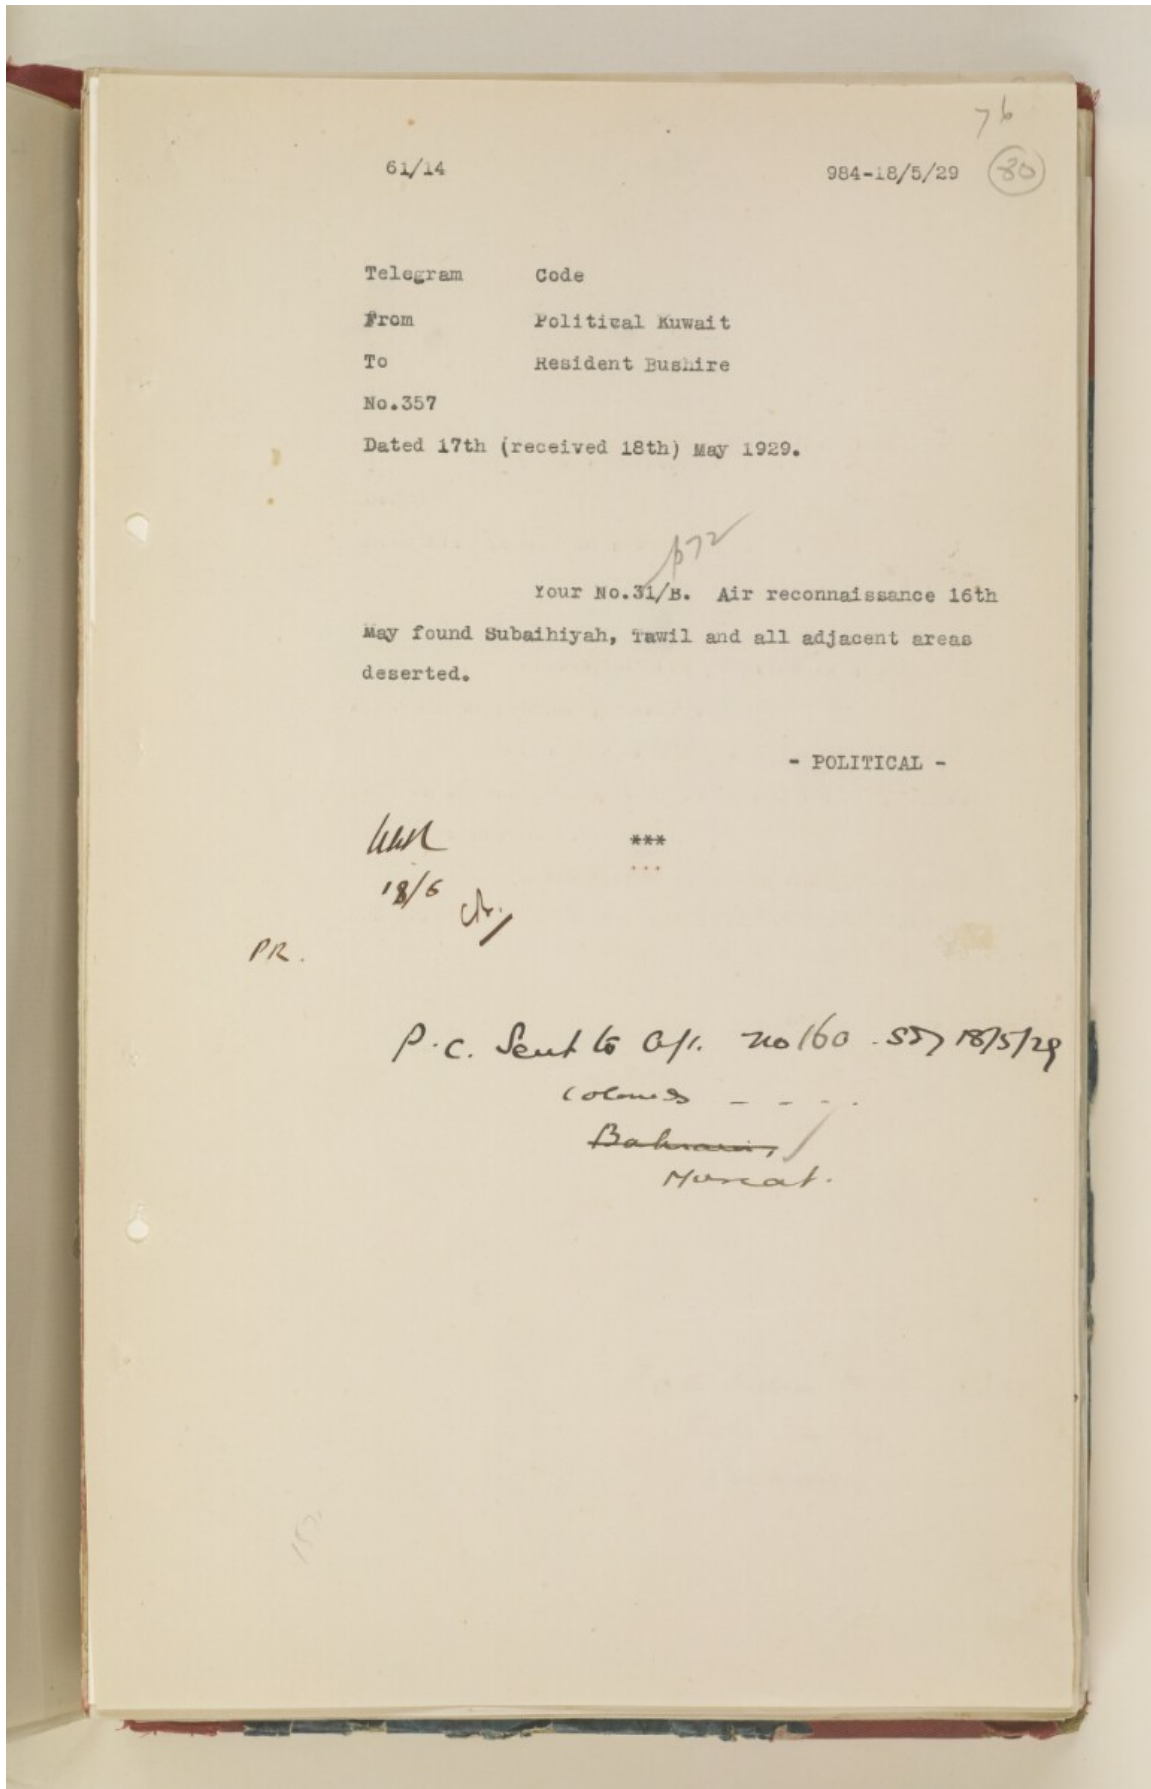 76
61/14 984-18/5/29 80
Telegram Code
From Political Kuwait
To Resident Bushire
No.357
Dated 17th (received 18th) May 1929.
p72
Your No.31/B. Air reconnaissance 16th
May found Subaihiyah, Tawil and all adjacent areas
deserted.
- POLITICAL -
***
...
18/6
PR.
P.C. Sent to no 160 18/5/29
Colonies - - - -
Bahrain,
Muscat.